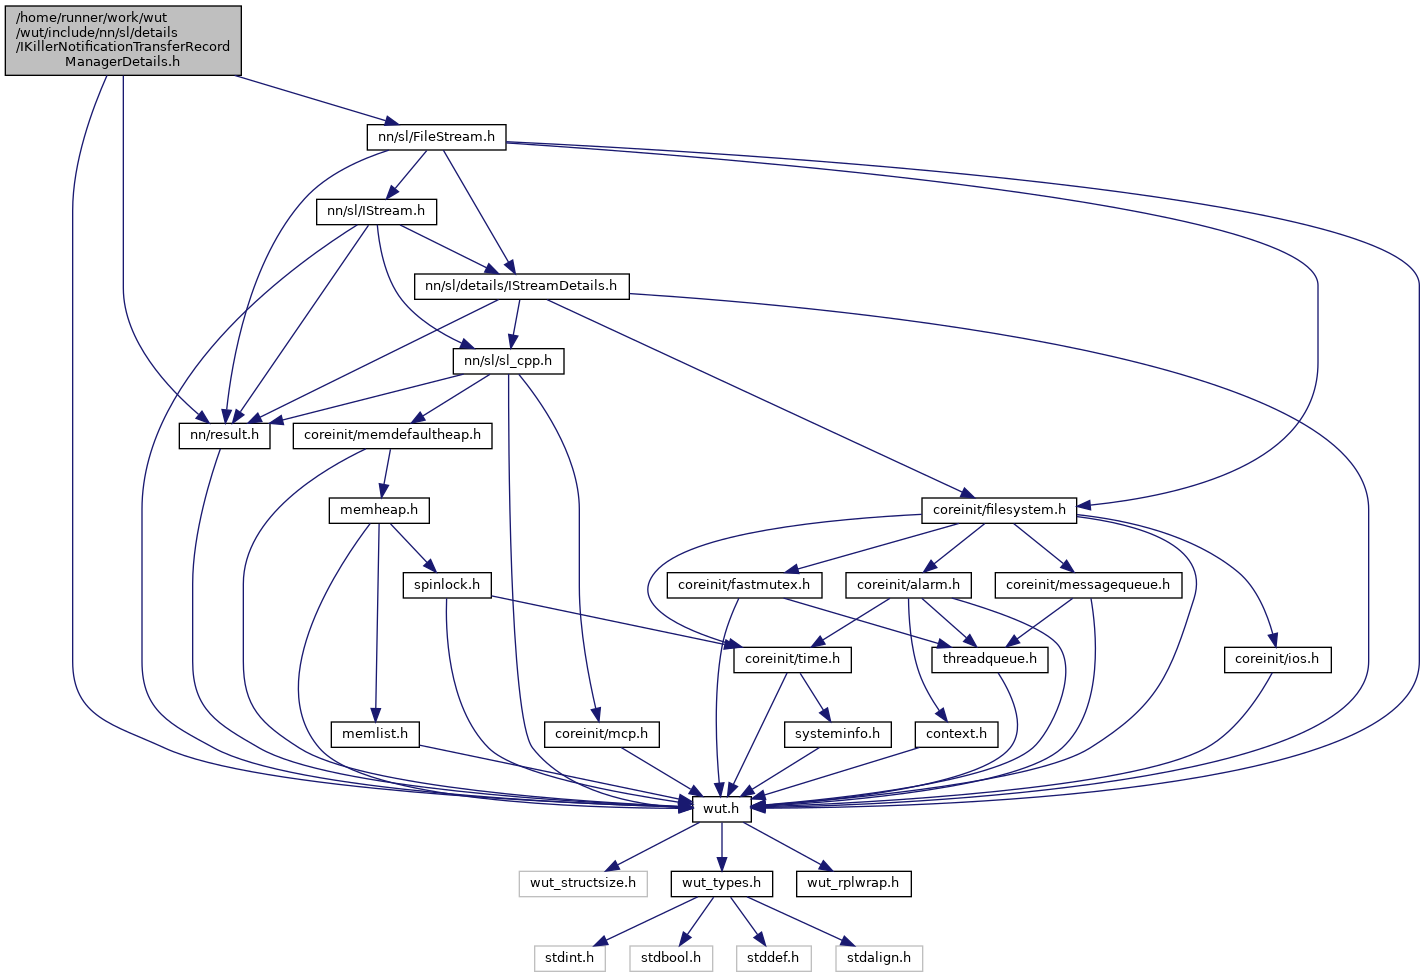 /home/runner/work/wut
/wut/include/nn/sl/details
/IKillerNotificationTransferRecord
ManagerDetails.h
nn/sl/FileStream.h
nn/sl/IStream.h
nn/sl/details/IStreamDetails.h
nn/sl/sl_cpp.h
nn/result.h
coreinit/memdefaultheap.h
memheap.h
coreinit/filesystem.h
spinlock.h
coreinit/fastmutex.h
coreinit/alarm.h
coreinit/messagequeue.h
coreinit/time.h
threadqueue.h
coreinit/ios.h
memlist.h
coreinit/mcp.h
systeminfo.h
context.h
wut.h
wut_structsize.h
wut_types.h
wut_rplwrap.h
stdint.h
stdbool.h
stddef.h
stdalign.h